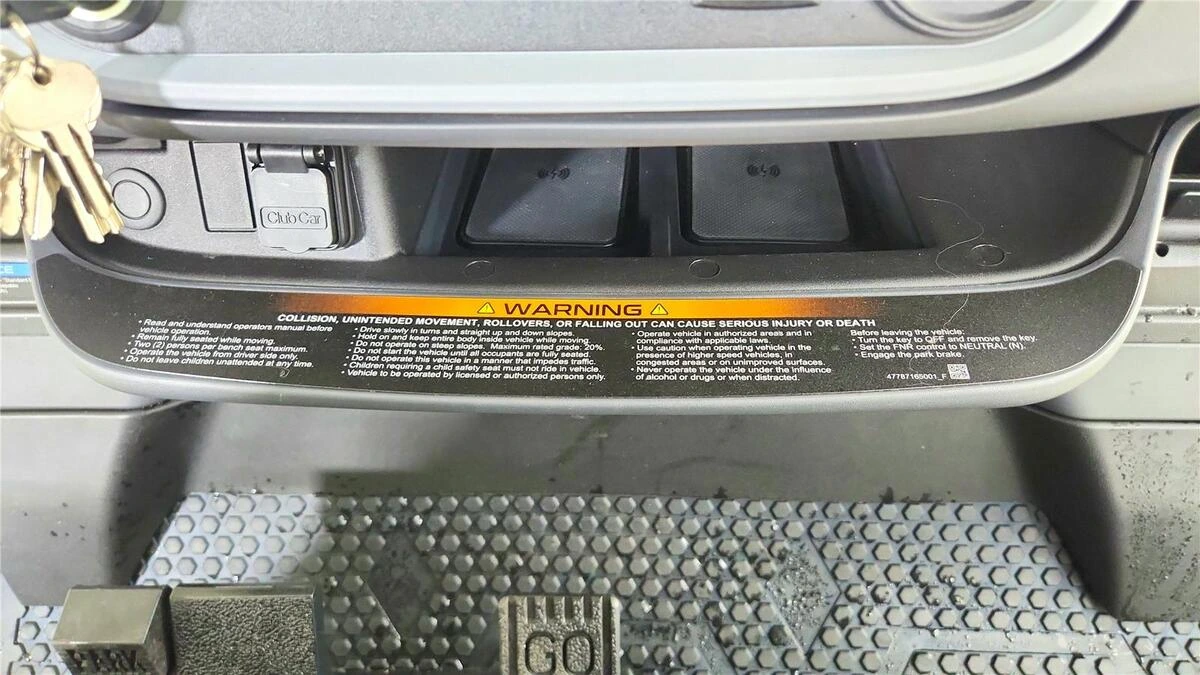 Club Car
WARNING
COLLISION, UNINTENDED MOVEMENT, ROLLOVERS, OR FALLING OUT CAN CAUSE SERIOUS INJURY OR DEATH
• Read and understand operators manual before
vehicle operation.
• Remain fully seated while moving.
• Two (2) persons per bench seat maximum.
• Operate the vehicle from driver side only.
• Do not leave children unattended at any time.
• Drive slowly in turns and straight up and down slopes.
• Hold on and keep entire body inside vehicle while moving.
• Do not operate on steep slopes. Maximum rated grade: 20%.
• Do not start the vehicle until all occupants are fully seated.
• Do not operate the vehicle in a manner that impedes traffic.
• Children requiring a child safety seat must not ride in vehicle.
• Vehicle to be operated by licensed or authorized persons only.
• Operate vehicle in authorized areas and in
compliance with applicable laws.
• Use caution when operating vehicle in the
presence of higher speed vehicles, in
congested areas or on unimproved surfaces.
• Never operate the vehicle under the influence
of alcohol or drugs or when distracted.
Before leaving the vehicle:
• Turn the key to OFF and remove the key.
• Set the FNR control to NEUTRAL (N).
• Engage the park brake.
47787165001_F
PARK
GO